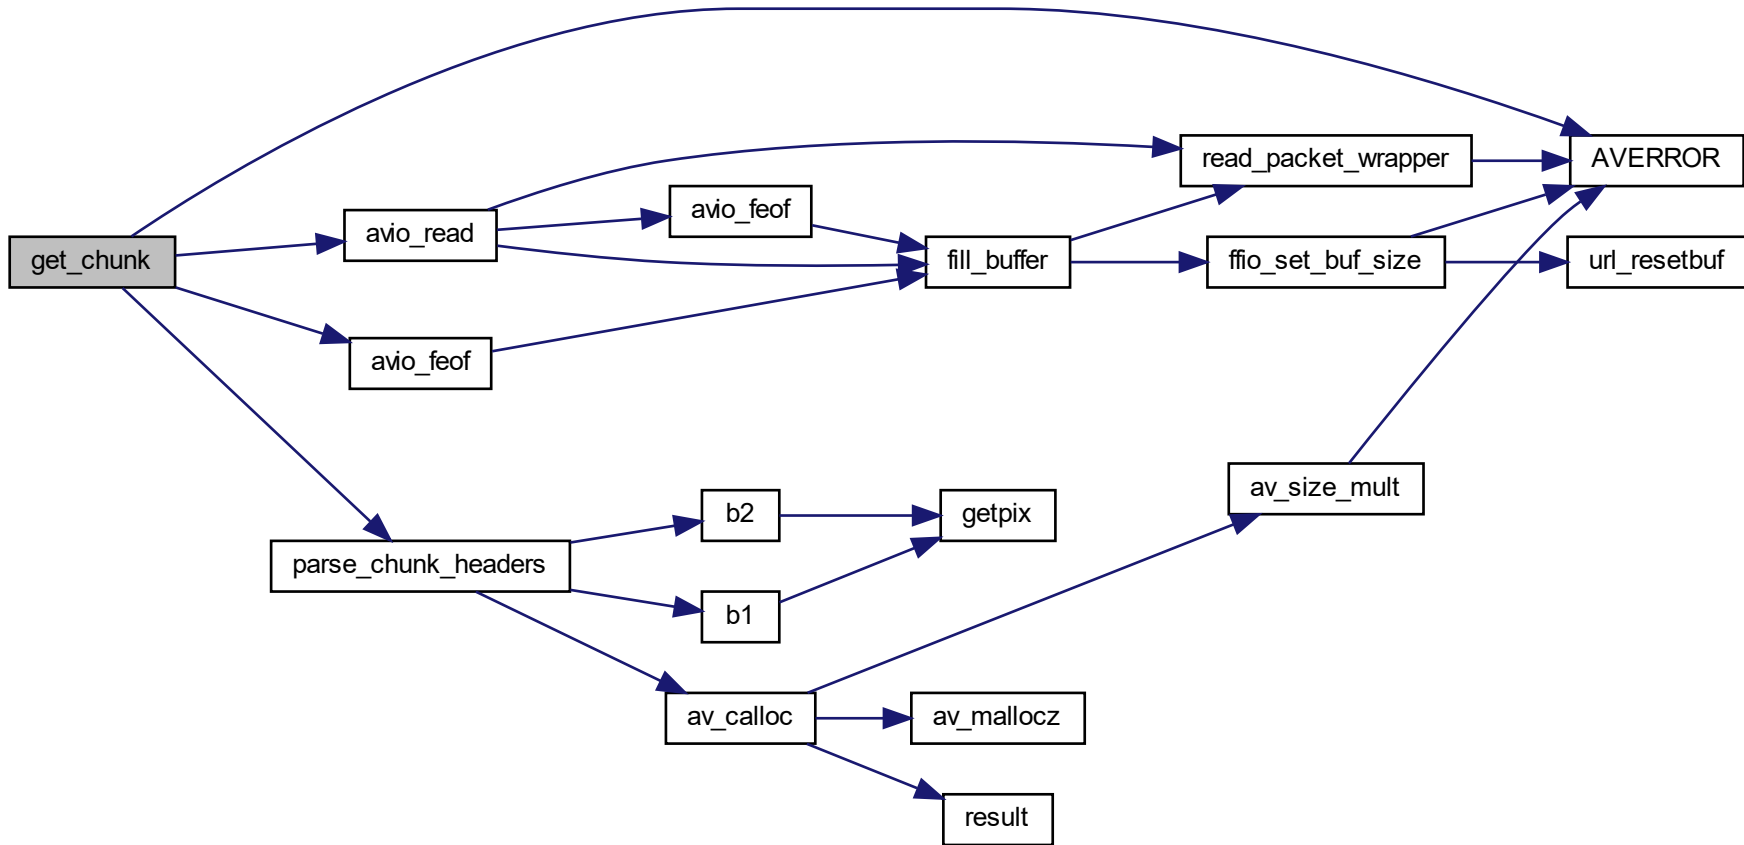 get_chunk
avio_read
avio_feof
read_packet_wrapper
AVERROR
fill_buffer
ffio_set_buf_size
url_resetbuf
avio_feof
av_size_mult
b2
getpix
parse_chunk_headers
b1
av_calloc
av_mallocz
result